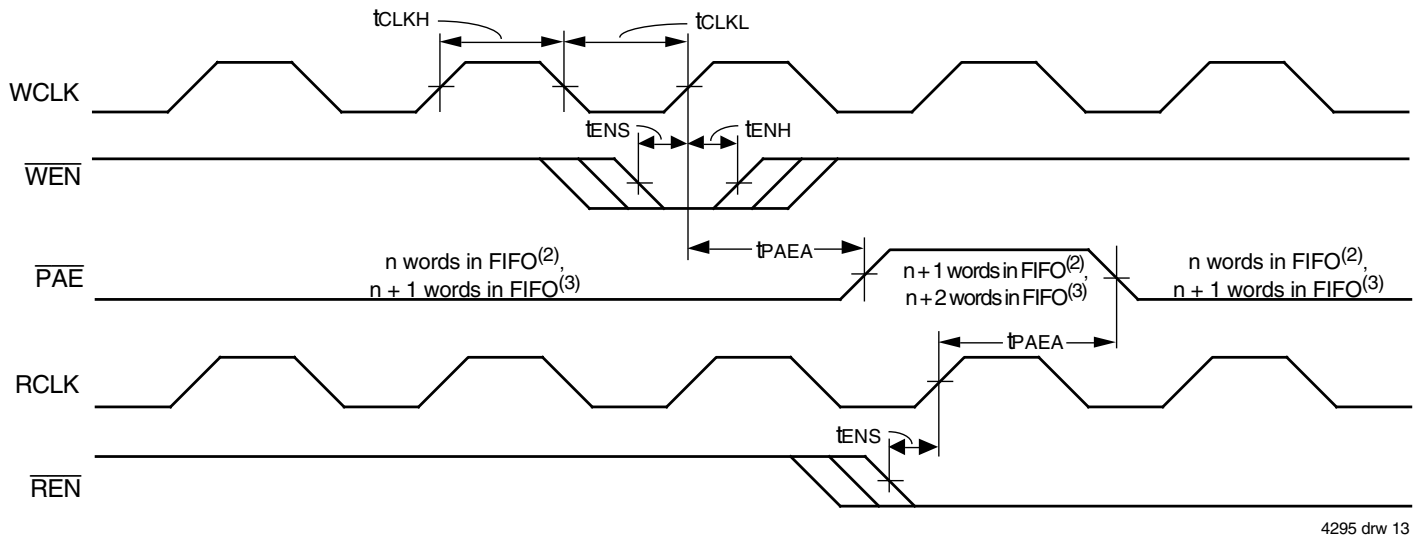 tCLKH
tCLKL
WCLK
tENS
tENH
WEN
tPAEA
PAE
n words in FIFO(2),
n + 1 words in FIFO(3)
n + 1 words in FIFO(2),
n + 2 words in FIFO(3)
n words in FIFO(2),
n + 1 words in FIFO(3)
tPAEA
RCLK
tENS
REN
4295 drw 13